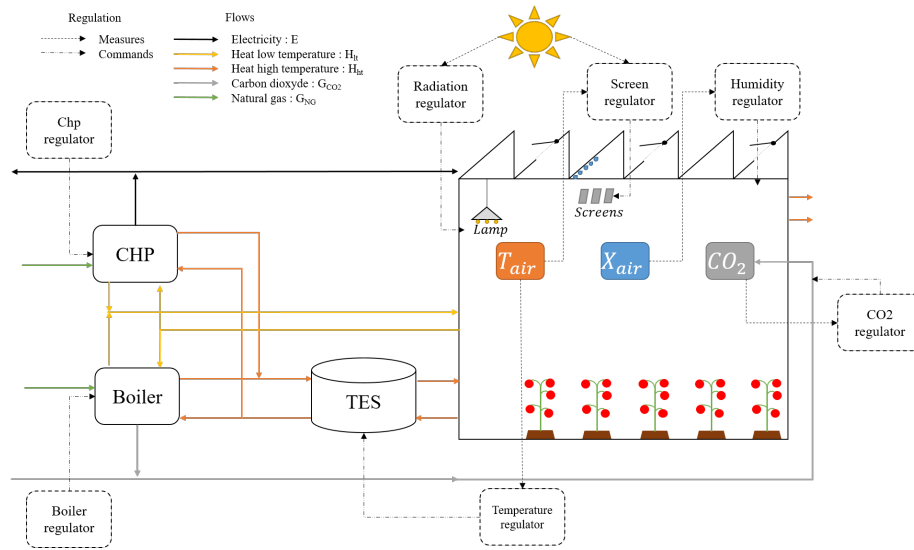 Regulation
Flows
Measures
Commands
Electricity : E
Heat low temperature : Hlt
Heat high temperature : Hht
Carbon dioxyde : GCO2
Natural gas : GNG
Radiation
regulator
Screen
regulator
Humidity
regulator
Chp
regulator
Lamp
Screens
CHP
Tair
Xair
CO2
CO2
regulator
Boiler
TES
Boiler
regulator
Temperature
regulator